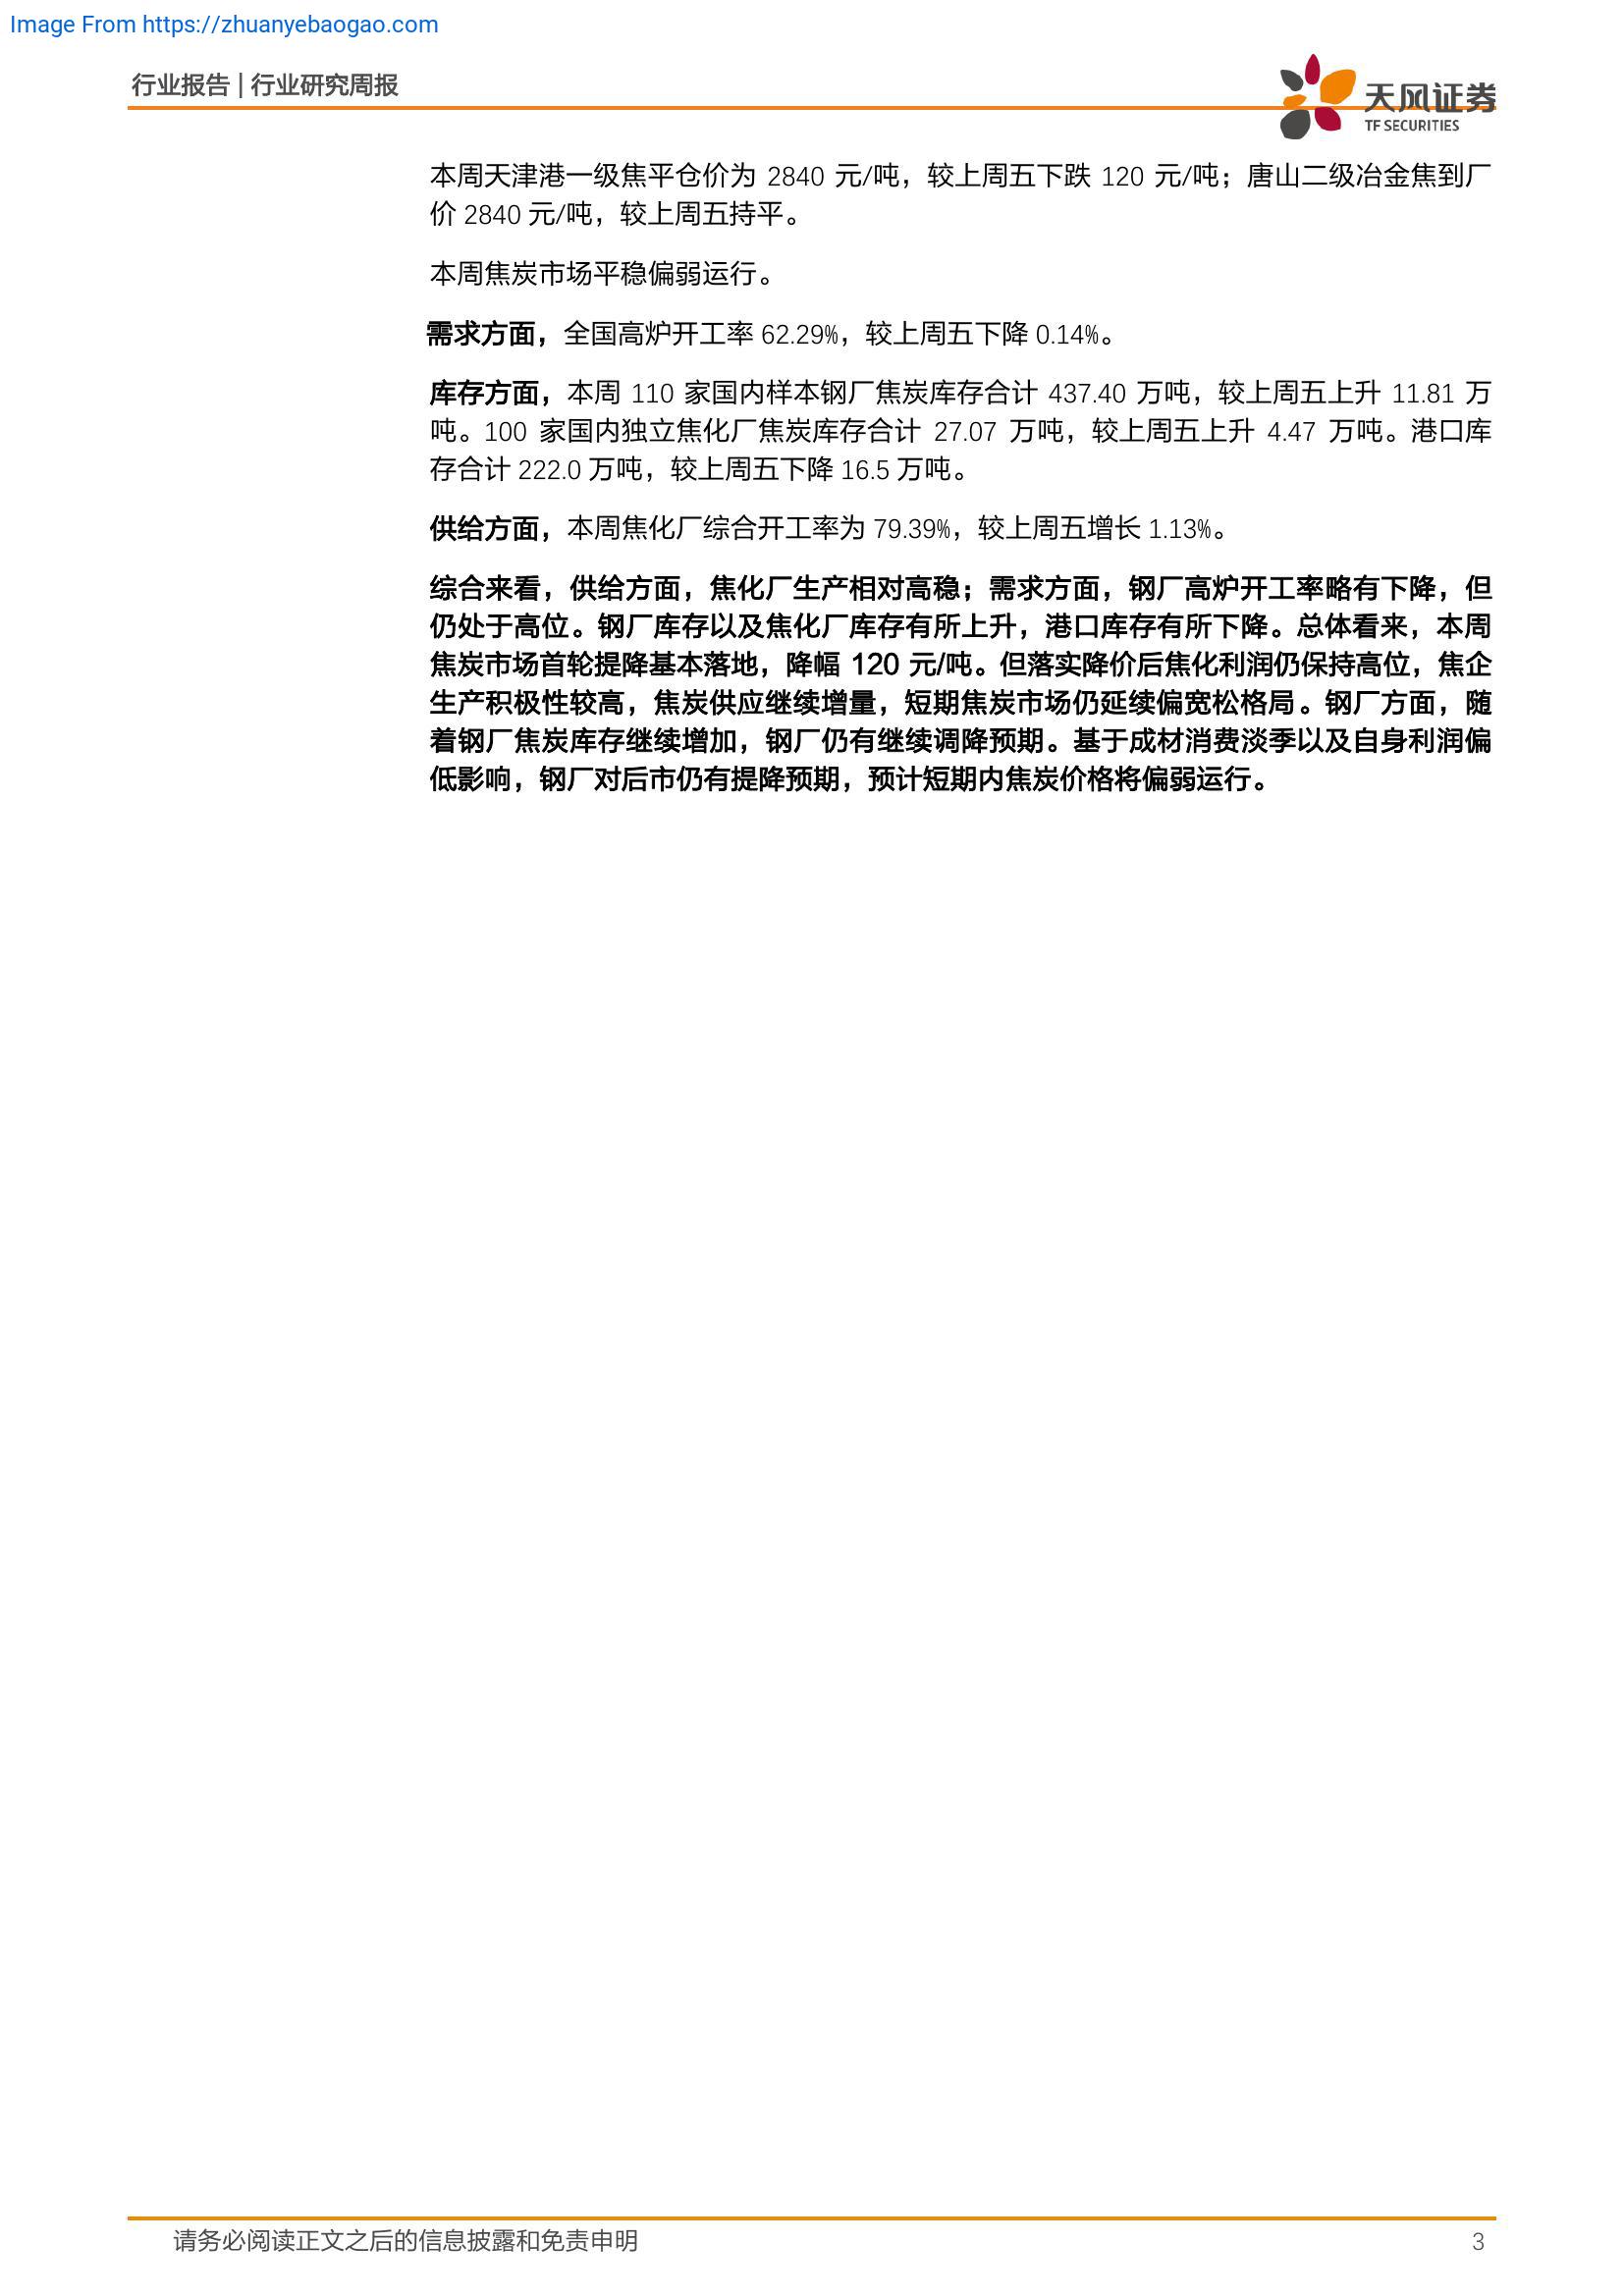 Image From https://zhuanyebaogao.com
行业报告 | 行业研究周报
天风证券
TF SECURITIES
本周天津港一级焦平仓价为 2840 元/吨，较上周五下跌 120 元/吨；唐山二级冶金焦到厂
价 2840 元/吨，较上周五持平。
本周焦炭市场平稳偏弱运行。
需求方面，全国高炉开工率 62.29%，较上周五下降 0.14%。
库存方面，本周 110 家国内样本钢厂焦炭库存合计 437.40 万吨，较上周五上升 11.81 万
吨。100 家国内独立焦化厂焦炭库存合计 27.07 万吨，较上周五上升 4.47 万吨。港口库
存合计 222.0 万吨，较上周五下降 16.5 万吨。
供给方面，本周焦化厂综合开工率为 79.39%，较上周五增长 1.13%。
综合来看，供给方面，焦化厂生产相对高稳；需求方面，钢厂高炉开工率略有下降，但
仍处于高位。钢厂库存以及焦化厂库存有所上升，港口库存有所下降。总体看来，本周
焦炭市场首轮提降基本落地，降幅 120 元/吨。但落实降价后焦化利润仍保持高位，焦企
生产积极性较高，焦炭供应继续增量，短期焦炭市场仍延续偏宽松格局。钢厂方面，随
着钢厂焦炭库存继续增加，钢厂仍有继续调降预期。基于成材消费淡季以及自身利润偏
低影响，钢厂对后市仍有提降预期，预计短期内焦炭价格将偏弱运行。
请务必阅读正文之后的信息披露和免责申明
3